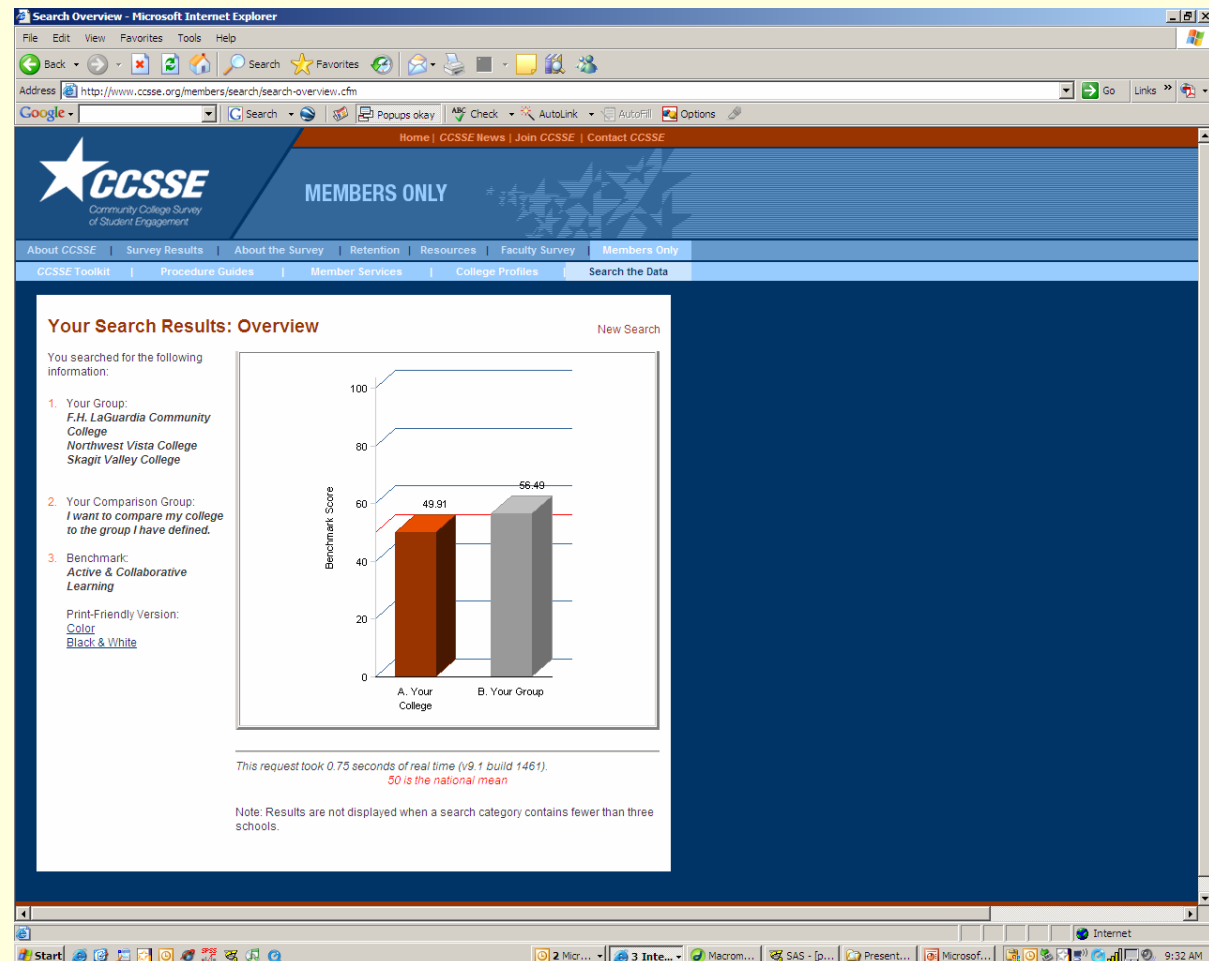 Search Overview - Microsoft Internet Explorer
File Edit View Favorites Tools Help
Back Search Favorites
Address http://www.ccsse.org/members/search/search-overview.cfm Go Links »
Google Search Popups okay ABC Check AutoLink AutoFill Options
Home | CCSSE News | Join CCSSE | Contact CCSSE
CCSSE
Community College Survey
of Student Engagement
MEMBERS ONLY
About CCSSE | Survey Results | About the Survey | Retention | Resources | Faculty Survey | Members Only
CCSSE Toolkit | Procedure Guides | Member Services | College Profiles | Search the Data
Your Search Results: Overview
New Search
You searched for the following
information:
1. Your Group:
F.H. LaGuardia Community
College
Northwest Vista College
Skagit Valley College
2. Your Comparison Group:
I want to compare my college
to the group I have defined.
3. Benchmark:
Active & Collaborative
Learning
Print-Friendly Version:
Color
Black & White
Benchmark Score
100
80
60
40
20
0
49.91
56.49
A. Your
College
B. Your Group
This request took 0.75 seconds of real time (v9.1 build 1461).
50 is the national mean
Note: Results are not displayed when a search category contains fewer than three
schools.
Internet
Start 2 Micr... 3 Inte... Macrom... SAS - [p... Present... Microsof... 9:32 AM